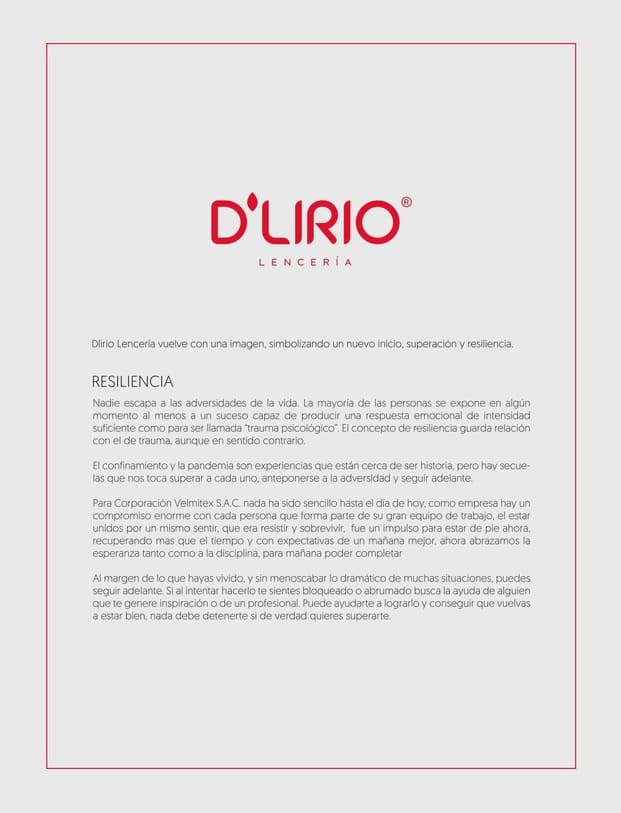 D'LIRIO®
LENCERÍA
Dlirio Lencería vuelve con una imagen, simbolizando un nuevo inicio, superación y resiliencia.
RESILIENCIA
Nadie escapa a las adversidades de la vida. La mayoría de las personas se expone en algún
momento al menos a un suceso capaz de producir una respuesta emocional de intensidad
suficiente como para ser llamada “trauma psicológico”. El concepto de resiliencia guarda relación
con el de trauma, aunque en sentido contrario.
El confinamiento y la pandemia son experiencias que están cerca de ser historia, pero hay secue-
las que nos toca superar a cada uno, anteponerse a la adversidad y seguir adelante.
Para Corporación Velmitex S.A.C. nada ha sido sencillo hasta el día de hoy, como empresa hay un
compromiso enorme con cada persona que forma parte de su gran equipo de trabajo, el estar
unidos por un mismo sentir, que era resistir y sobrevivir, fue un impulso para estar de pie ahora,
recuperando mas que el tiempo y con expectativas de un mañana mejor, ahora abrazamos la
esperanza tanto como a la disciplina, para mañana poder completar
Al margen de lo que hayas vivido, y sin menoscabar lo dramático de muchas situaciones, puedes
seguir adelante. Si al intentar hacerlo te sientes bloqueado o abrumado busca la ayuda de alguien
que te genere inspiración o de un profesional. Puede ayudarte a lograrlo y conseguir que vuelvas
a estar bien, nada debe detenerte si de verdad quieres superarte.